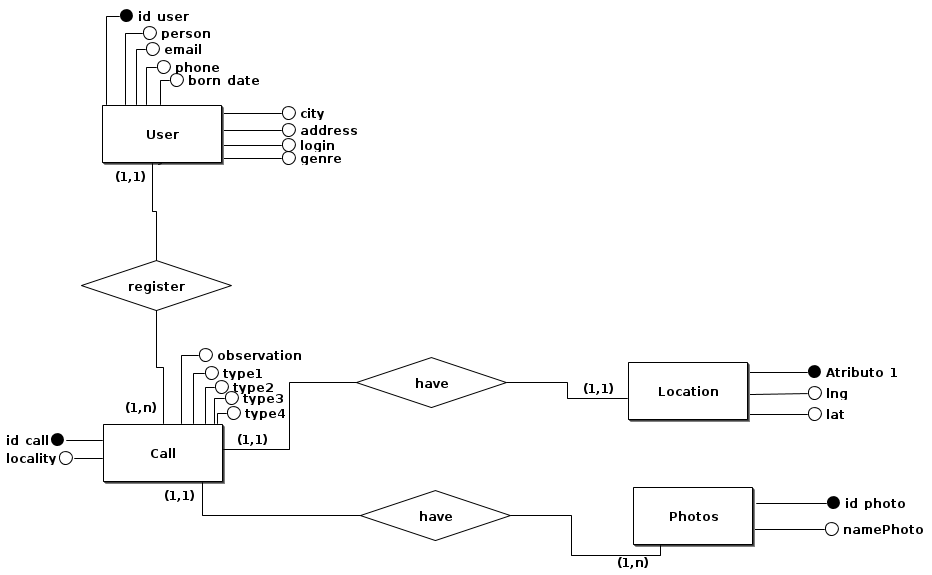 id user
person
email
phone
born date
city
address
login
genre
User
(1,1)
register
observation
type1
type2
type3
type4
(1,n)
(1,1)
id call
locality
Call
(1,1)
have
(1,1)
Location
Atributo 1
lng
lat
have
(1,n)
Photos
id photo
namePhoto